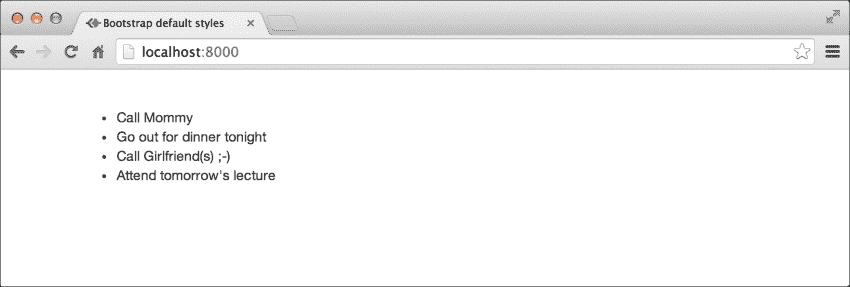 Bootstrap default styles
localhost:8000
• Call Mommy
• Go out for dinner tonight
• Call Girlfriend(s) ;-)
• Attend tomorrow's lecture